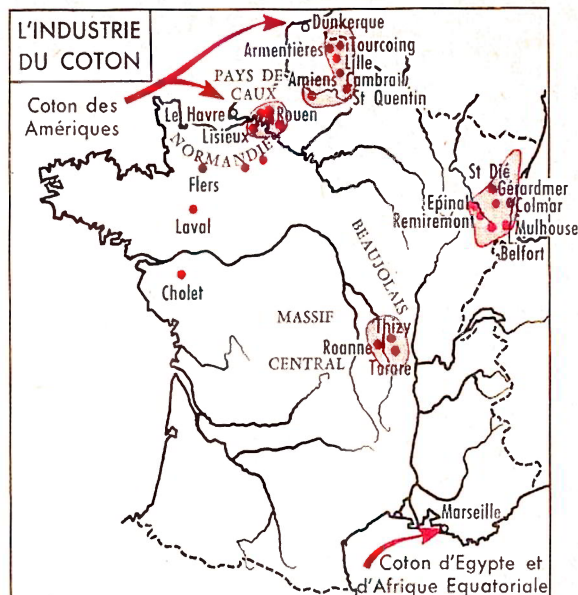 L'INDUSTRIE
DU COTON
Dunkerque
Armentières
Tourcoing
Lille
Amiens
Cambrai
St Quentin
PAYS DE
CAUX
Coton des
Amériques
Le Havre
Rouen
Lisieux
NORMANDIE
Flers
Laval
Cholet
St Dié
Gérardmer
Epinal
Colmar
Remiremont
Mulhouse
Belfort
BEAUJOLAIS
MASSIF
CENTRAL
Thizy
Roanne
Tarare
Marseille
Coton d'Egypte et
d'Afrique Equatoriale